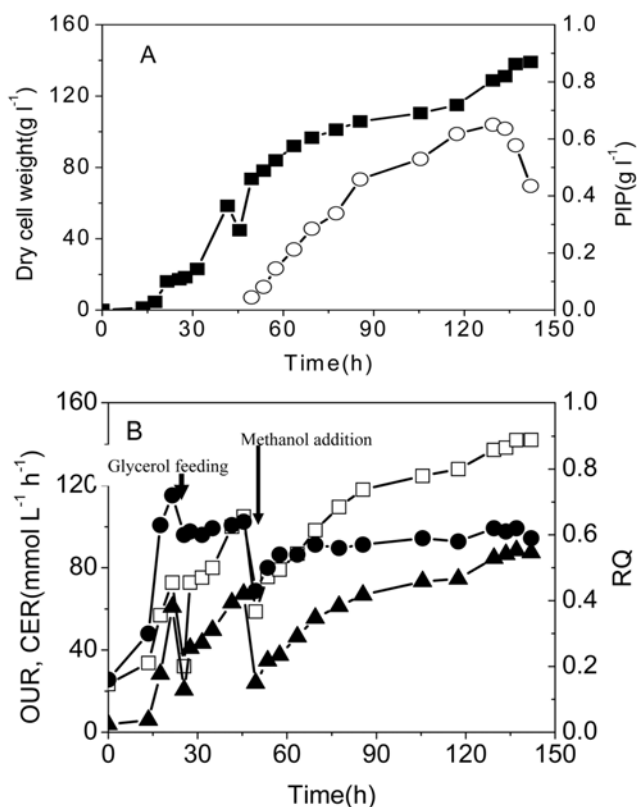 A
Dry cell weight(g l⁻¹)
160
120
80
40
0
1.0
0.8
0.6
0.4
0.2
0.0
PIP(g l⁻¹)
0 30 60 90 120 150
Time(h)
B
Glycerol feeding
Methanol addition
OUR, CER(mmol L⁻¹ h⁻¹)
160
120
80
40
0
1.0
0.8
0.6
0.4
0.2
0.0
RQ
0 30 60 90 120 150
Time(h)